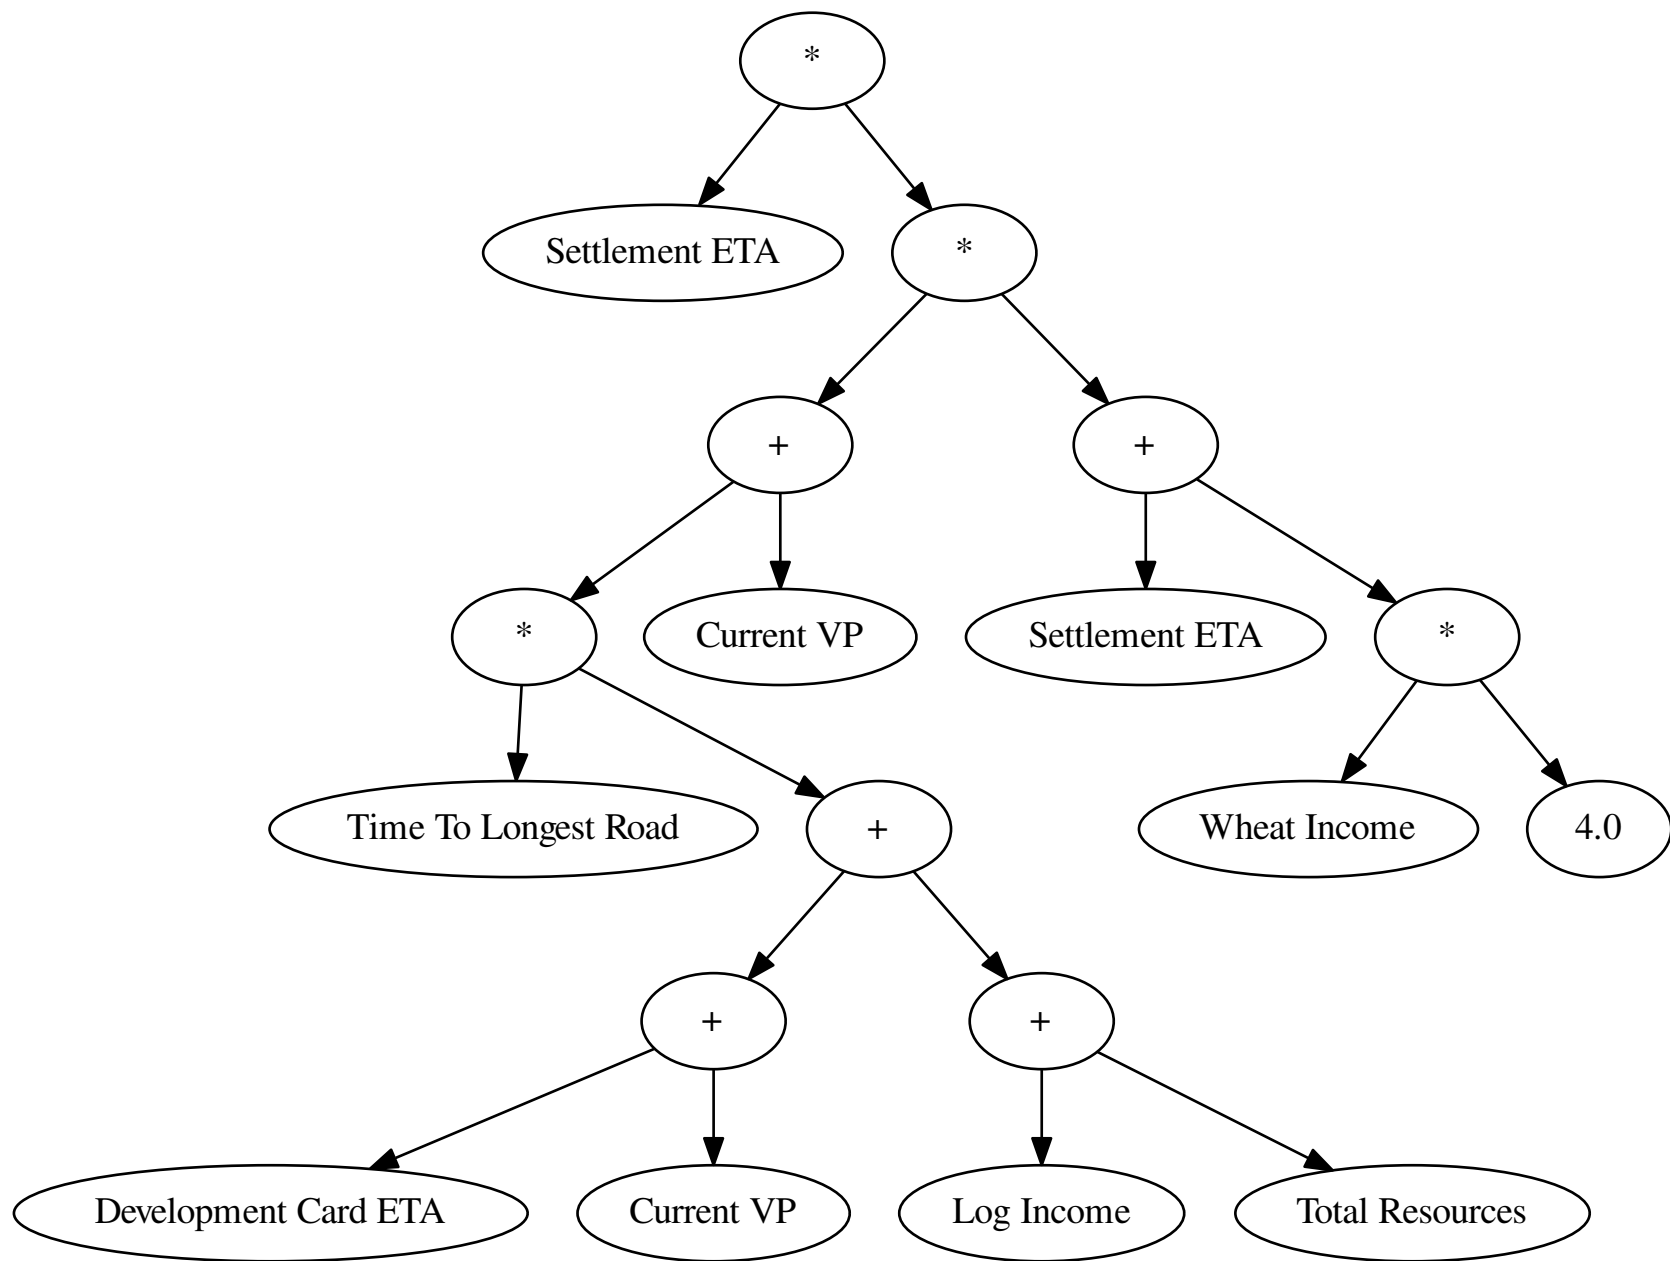 *
Settlement ETA
*
+
+
*
Current VP
Settlement ETA
*
Time To Longest Road
+
Wheat Income
4.0
+
+
Development Card ETA
Current VP
Log Income
Total Resources